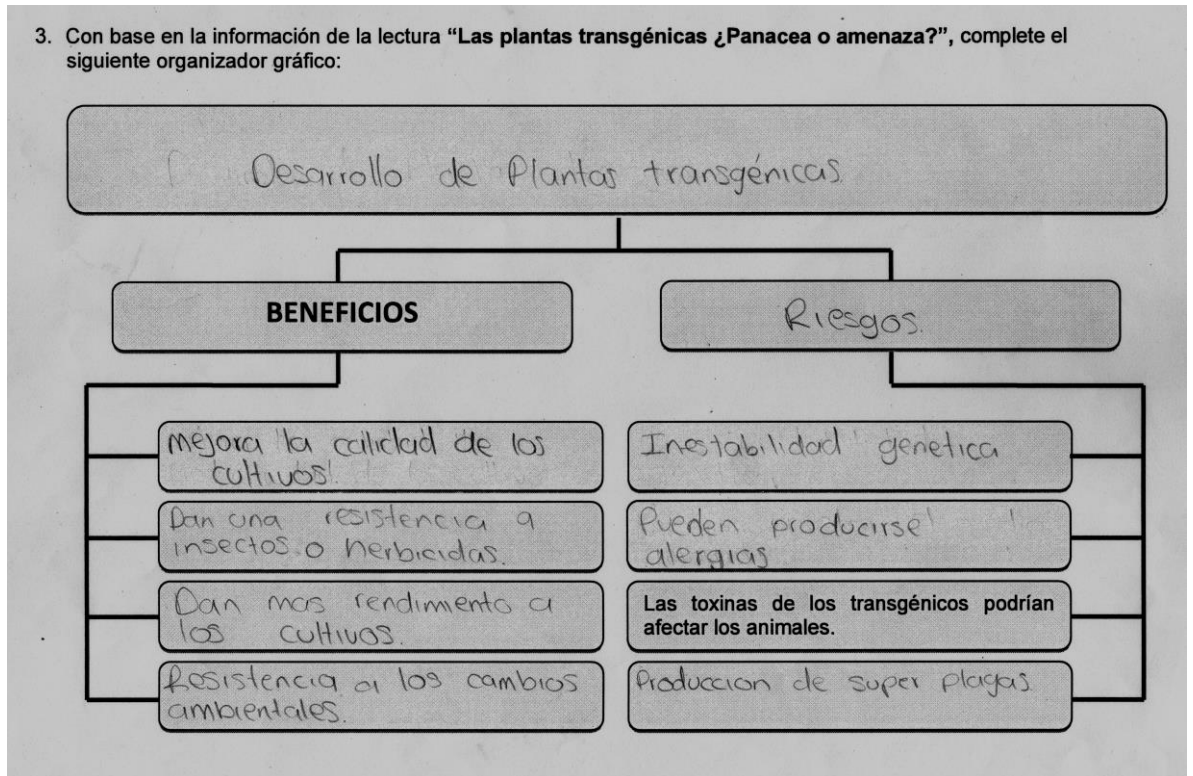 3. Con base en la información de la lectura “Las plantas transgénicas ¿Panacea o amenaza?”, complete el
siguiente organizador gráfico:
Desarrollo de Plantas transgénicas.
BENEFICIOS
Riesgos.
Mejora la calidad de los
cultivos.
Dan una resistencia a
insectos o herbicidas.
Dan mas rendimiento a
los cultivos.
Resistencia a los cambios
ambientales.
Inestabilidad genetica
Pueden producirse
alergias
Las toxinas de los transgénicos podrían
afectar los animales.
Produccion de super plagas